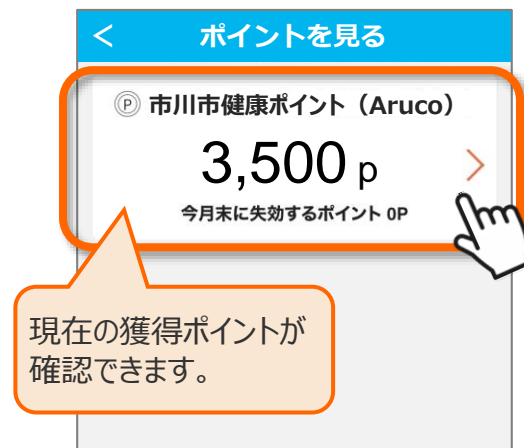 < ポイントを見る
Ⓟ 市川市健康ポイント（Aruco）
3,500 p
今月末に失効するポイント 0P
現在の獲得ポイントが
確認できます。